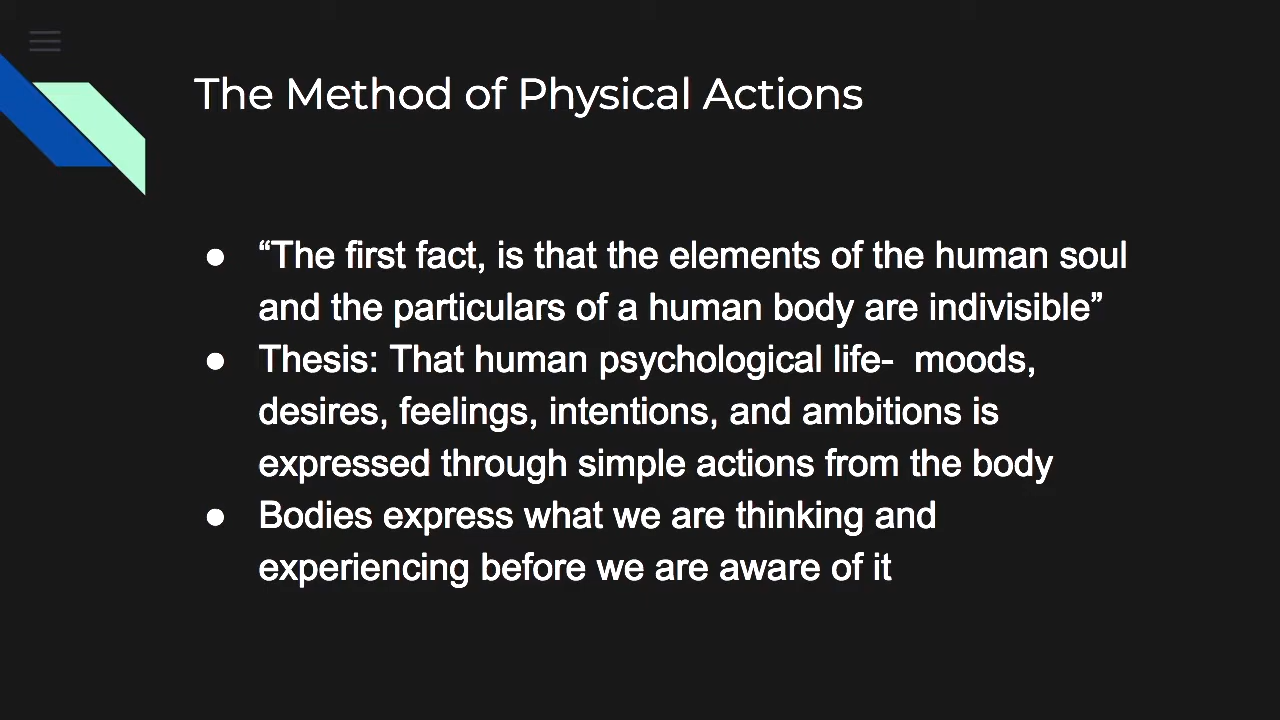 The Method of Physical Actions
● “The first fact, is that the elements of the human soul
and the particulars of a human body are indivisible”
● Thesis: That human psychological life-  moods,
desires, feelings, intentions, and ambitions is
expressed through simple actions from the body
● Bodies express what we are thinking and
experiencing before we are aware of it